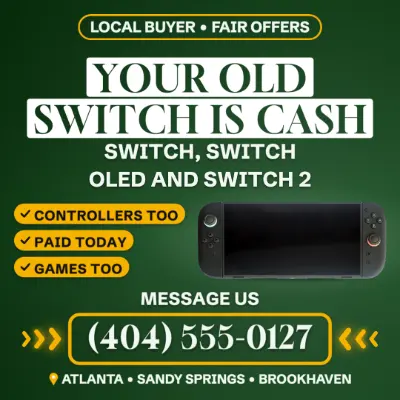 LOCAL BUYER • FAIR OFFERS
YOUR OLD
SWITCH IS CASH
SWITCH, SWITCH
OLED AND SWITCH 2
✓ CONTROLLERS TOO
✓ PAID TODAY
✓ GAMES TOO
MESSAGE US
(404) 555-0127
ATLANTA • SANDY SPRINGS • BROOKHAVEN